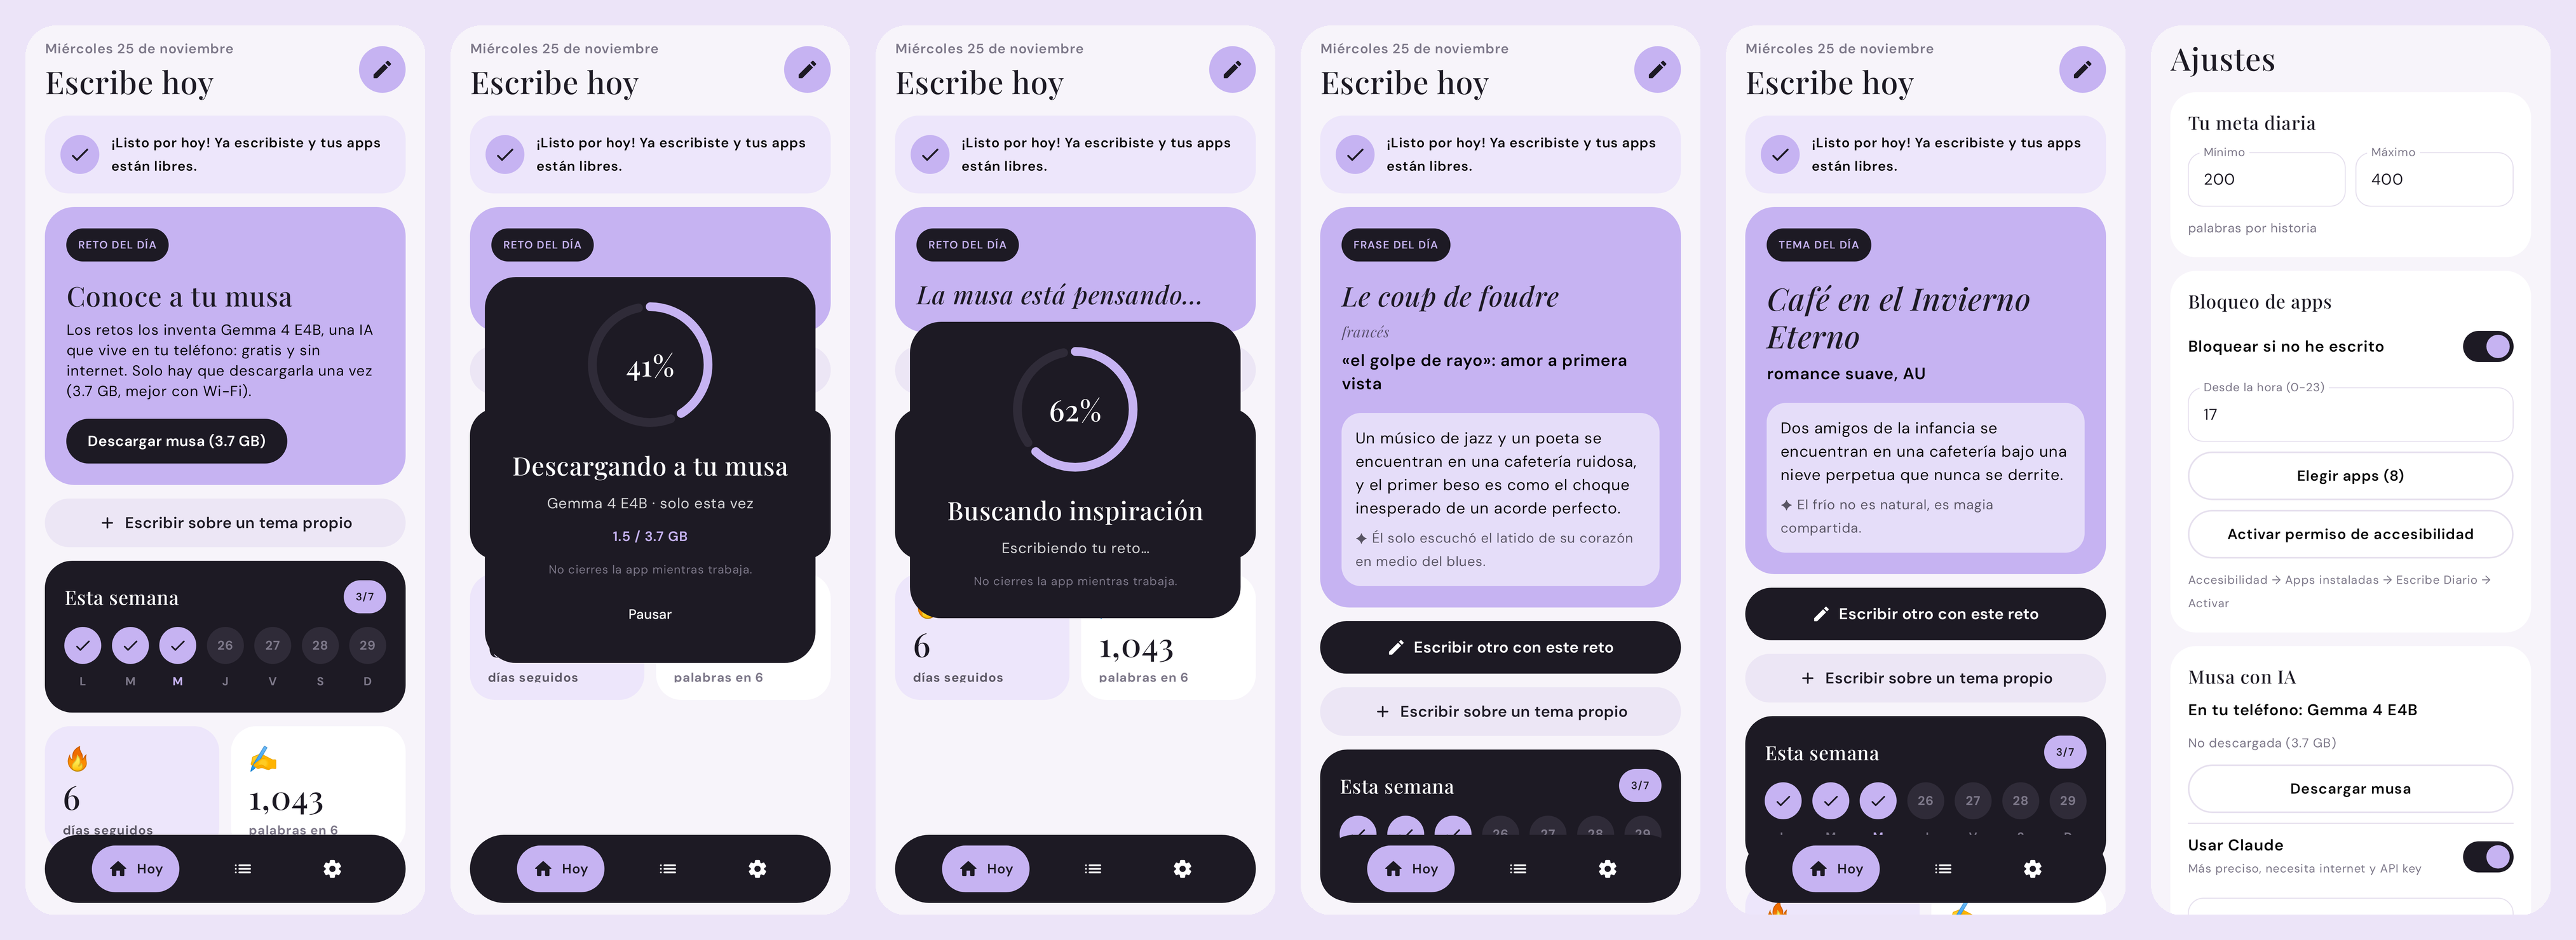 Miércoles 25 de noviembre
Escribe hoy
¡Listo por hoy! Ya escribiste y tus apps
están libres.
RETO DEL DÍA
Conoce a tu musa
Los retos los inventa Gemma 4 E4B, una IA
que vive en tu teléfono: gratis y sin
internet. Solo hay que descargarla una vez
(3.7 GB, mejor con Wi-Fi).
Descargar musa (3.7 GB)
+ Escribir sobre un tema propio
Esta semana
3/7
26 27 28 29
L M M J V S D
6
días seguidos
1,043
palabras en 6
Hoy
Miércoles 25 de noviembre
Escribe hoy
¡Listo por hoy! Ya escribiste y tus apps
están libres.
RETO DEL DÍA
41%
Descargando a tu musa
Gemma 4 E4B · solo esta vez
1.5 / 3.7 GB
No cierres la app mientras trabaja.
Pausar
días seguidos
palabras en 6
Hoy
Miércoles 25 de noviembre
Escribe hoy
¡Listo por hoy! Ya escribiste y tus apps
están libres.
RETO DEL DÍA
La musa está pensando...
62%
Buscando inspiración
Escribiendo tu reto...
No cierres la app mientras trabaja.
6
días seguidos
1,043
palabras en 6
Hoy
Miércoles 25 de noviembre
Escribe hoy
¡Listo por hoy! Ya escribiste y tus apps
están libres.
FRASE DEL DÍA
Le coup de foudre
francés
«el golpe de rayo»: amor a primera
vista
Un músico de jazz y un poeta se
encuentran en una cafetería ruidosa,
y el primer beso es como el choque
inesperado de un acorde perfecto.
✦ Él solo escuchó el latido de su corazón
en medio del blues.
Escribir otro con este reto
+ Escribir sobre un tema propio
Esta semana
3/7
26 27 28 29
Hoy
Miércoles 25 de noviembre
Escribe hoy
¡Listo por hoy! Ya escribiste y tus apps
están libres.
TEMA DEL DÍA
Café en el Invierno
Eterno
romance suave, AU
Dos amigos de la infancia se
encuentran en una cafetería bajo una
nieve perpetua que nunca se derrite.
✦ El frío no es natural, es magia
compartida.
Escribir otro con este reto
+ Escribir sobre un tema propio
Esta semana
3/7
26 27 28 29
Hoy
Ajustes
Tu meta diaria
Mínimo
200
Máximo
400
palabras por historia
Bloqueo de apps
Bloquear si no he escrito
Desde la hora (0-23)
17
Elegir apps (8)
Activar permiso de accesibilidad
Accesibilidad → Apps instaladas → Escribe Diario →
Activar
Musa con IA
En tu teléfono: Gemma 4 E4B
No descargada (3.7 GB)
Descargar musa
Usar Claude
Más preciso, necesita internet y API key